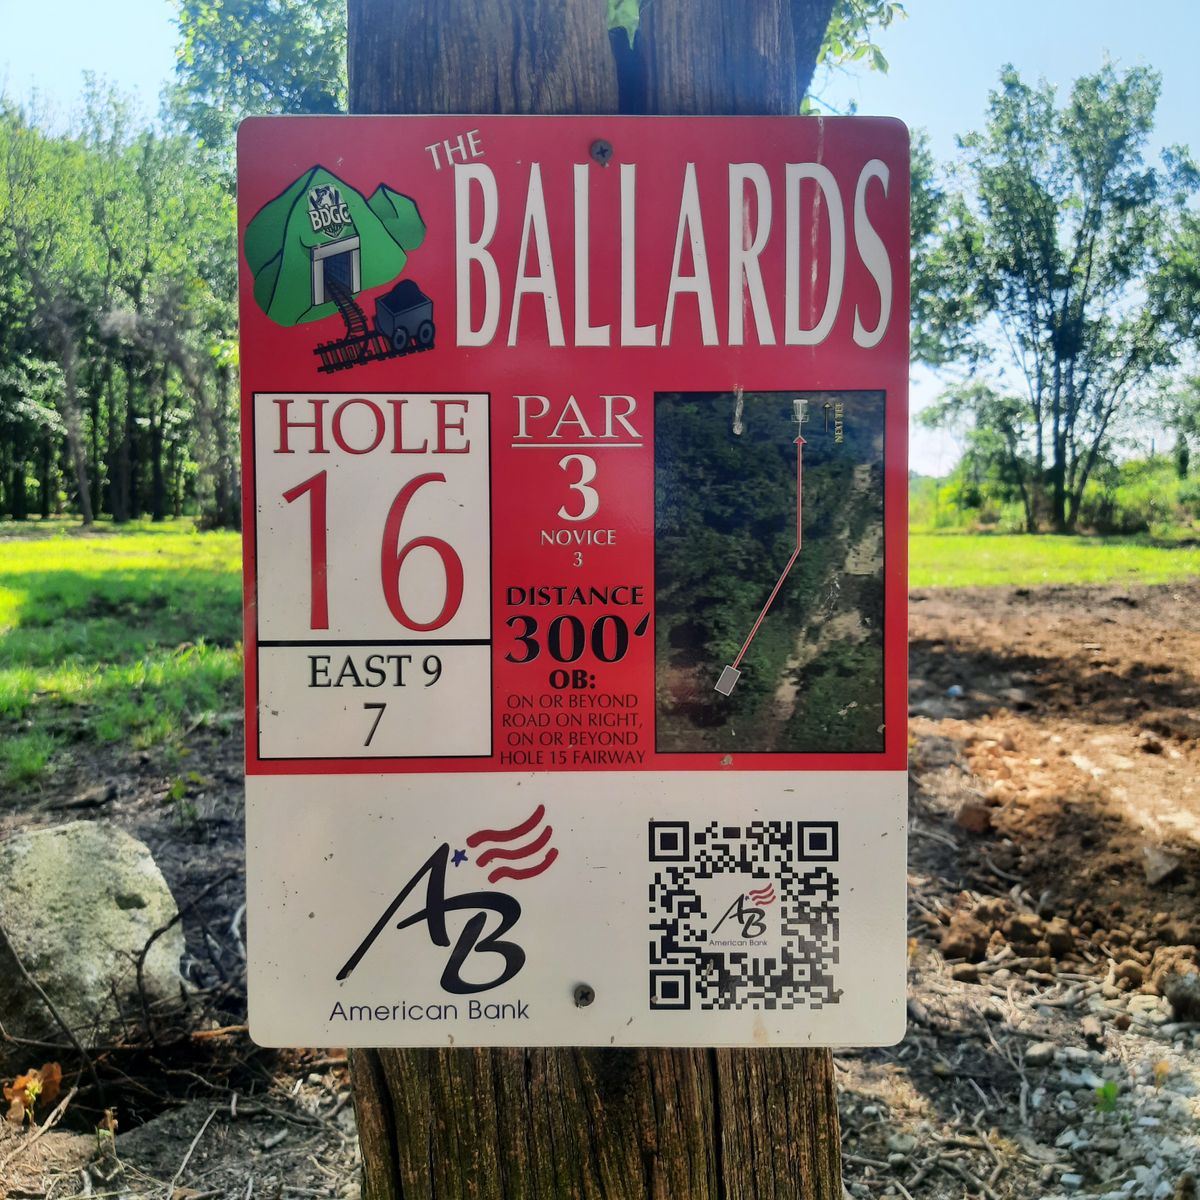 THE
BALLARDS
BDGC
HOLE
16
EAST 9
7
PAR
3
NOVICE
3
DISTANCE
300'
OB:
ON OR BEYOND
ROAD ON RIGHT,
ON OR BEYOND
HOLE 15 FAIRWAY
NEXT TEE
AB
American Bank
AB
American Bank